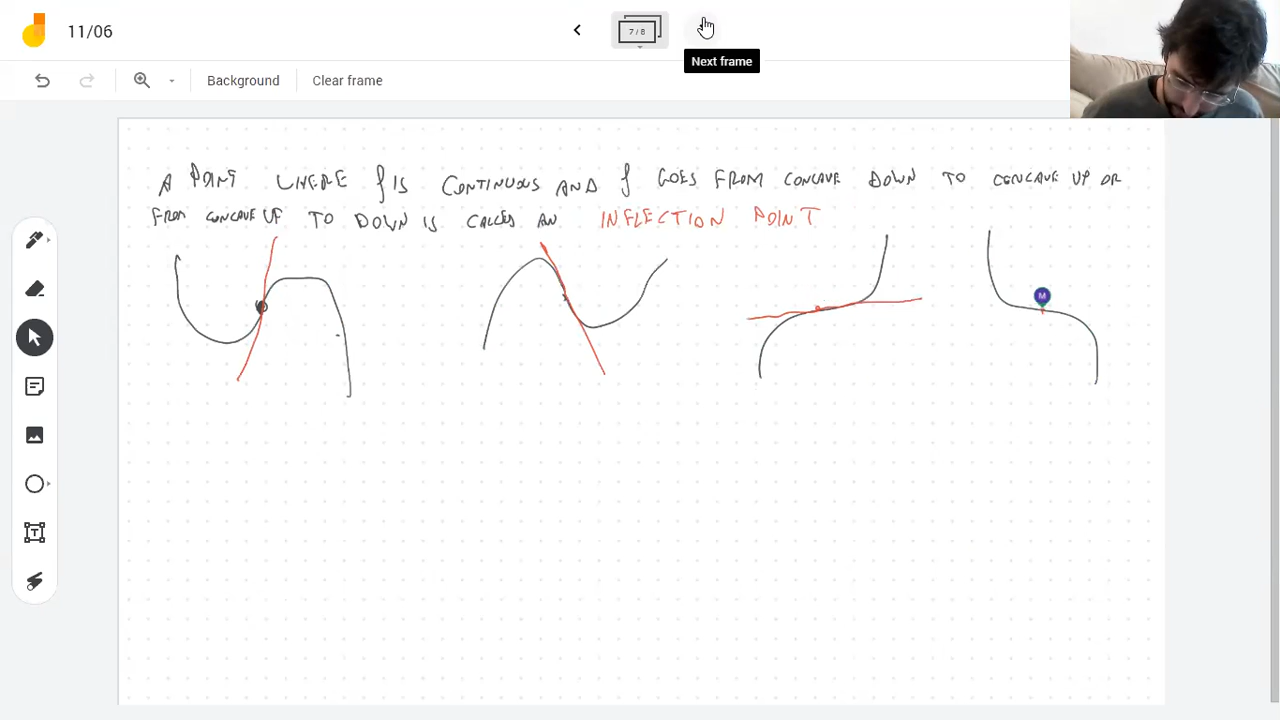 11/06
7 / 8
Next frame
Background
Clear frame
A POINT WHERE f IS CONTINUOUS AND f GOES FROM CONCAVE DOWN TO CONCAVE UP OR
FROM CONCAVE UP TO DOWN IS CALLED AN INFLECTION POINT
M
T